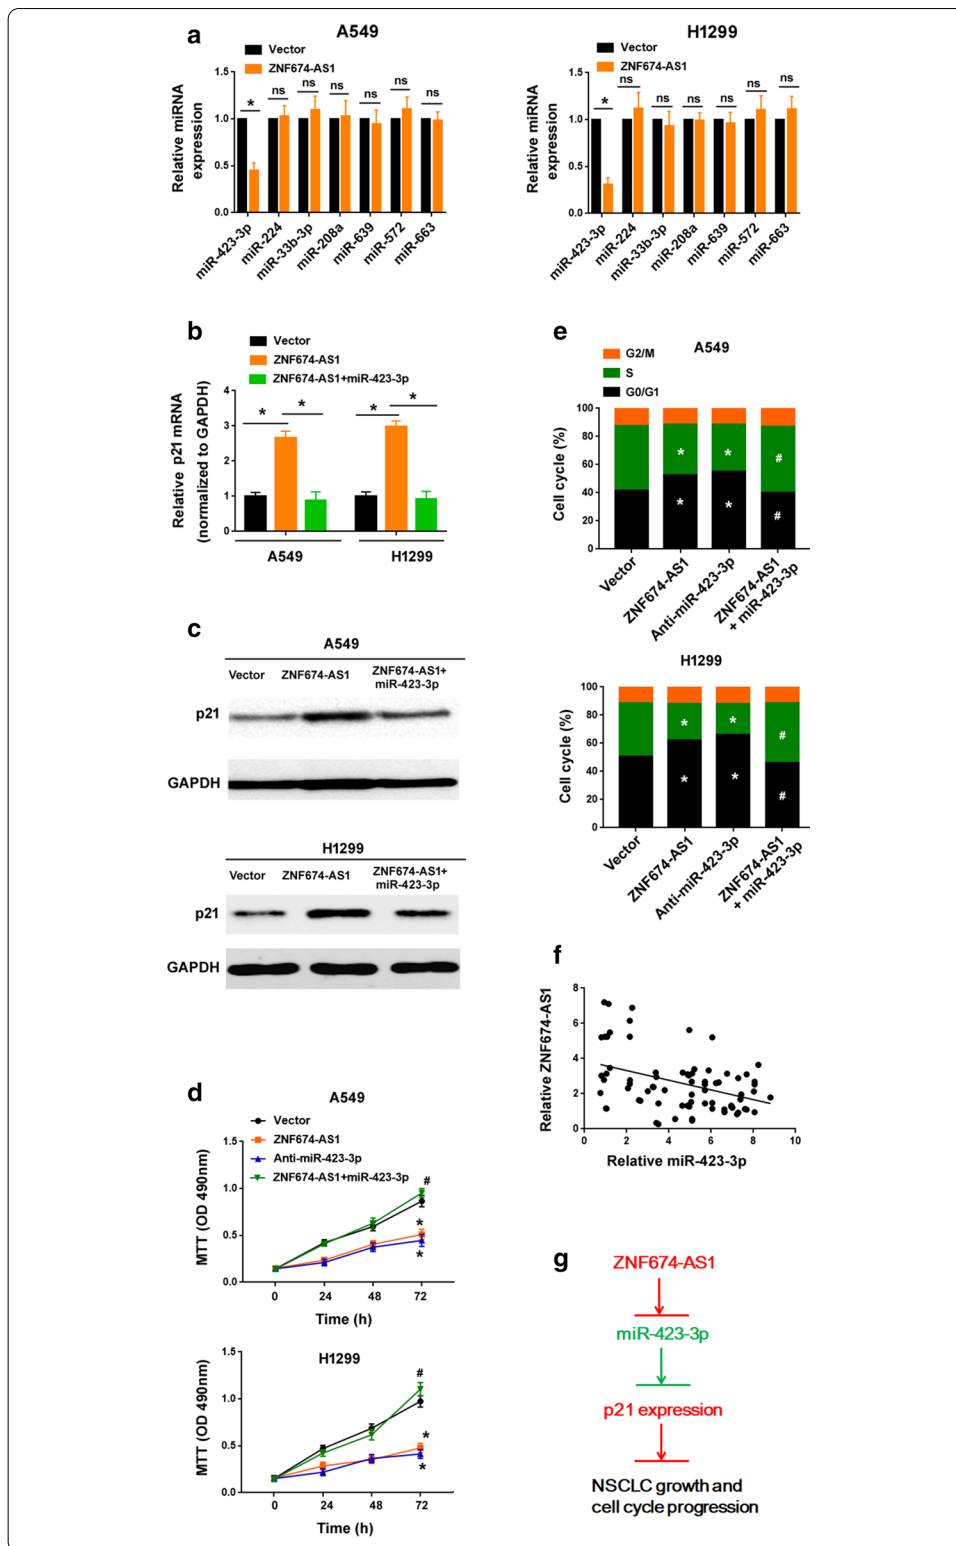 a
A549
Vector
ZNF674-AS1
Relative miRNA
expression
1.5
1.0
0.5
0.0
*
ns
ns
ns
ns
ns
ns
miR-423-3p
miR-224
miR-33b-3p
miR-208a
miR-639
miR-572
miR-663
H1299
Vector
ZNF674-AS1
Relative miRNA
expression
1.5
1.0
0.5
0.0
*
ns
ns
ns
ns
ns
ns
miR-423-3p
miR-224
miR-33b-3p
miR-208a
miR-639
miR-572
miR-663
b
Vector
ZNF674-AS1
ZNF674-AS1+miR-423-3p
Relative p21 mRNA
(normalized to GAPDH)
4
3
2
1
0
* *
* *
A549
H1299
c
A549
Vector ZNF674-AS1 ZNF674-AS1+
miR-423-3p
p21
GAPDH
H1299
Vector ZNF674-AS1 ZNF674-AS1+
miR-423-3p
p21
GAPDH
d
A549
Vector
ZNF674-AS1
Anti-miR-423-3p
ZNF674-AS1+miR-423-3p
MTT (OD 490nm)
1.5
1.0
0.5
0.0
#
*
*
0 24 48 72
Time (h)
H1299
MTT (OD 490nm)
1.5
1.0
0.5
0.0
#
*
*
0 24 48 72
Time (h)
e
A549
G2/M
S
G0/G1
Cell cycle (%)
100
80
60
40
20
0
* * #
* * #
Vector
ZNF674-AS1
Anti-miR-423-3p
ZNF674-AS1
+ miR-423-3p
H1299
Cell cycle (%)
100
80
60
40
20
0
* * #
* * #
Vector
ZNF674-AS1
Anti-miR-423-3p
ZNF674-AS1
+ miR-423-3p
f
Relative ZNF674-AS1
8
6
4
2
0
0 2 4 6 8 10
Relative miR-423-3p
g
ZNF674-AS1
miR-423-3p
p21 expression
NSCLC growth and
cell cycle progression